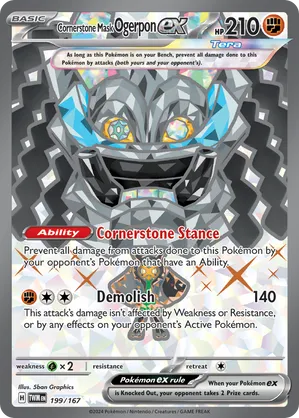 BASIC
Cornerstone Mask Ogerpon ex HP 210
Tera
As long as this Pokémon is on your Bench, prevent all damage done to this
Pokémon by attacks (both yours and your opponent's).
Ability Cornerstone Stance
Prevent all damage from attacks done to this Pokémon by
your opponent's Pokémon that have an Ability.
Demolish 140
This attack's damage isn't affected by Weakness or Resistance,
or by any effects on your opponent's Active Pokémon.
weakness × 2 resistance retreat
Illus. 5ban Graphics
Pokémon ex rule When your Pokémon ex
H TWM EN 199/167 is Knocked Out, your opponent takes 2 Prize cards.
©2024 Pokémon / Nintendo / Creatures / GAME FREAK